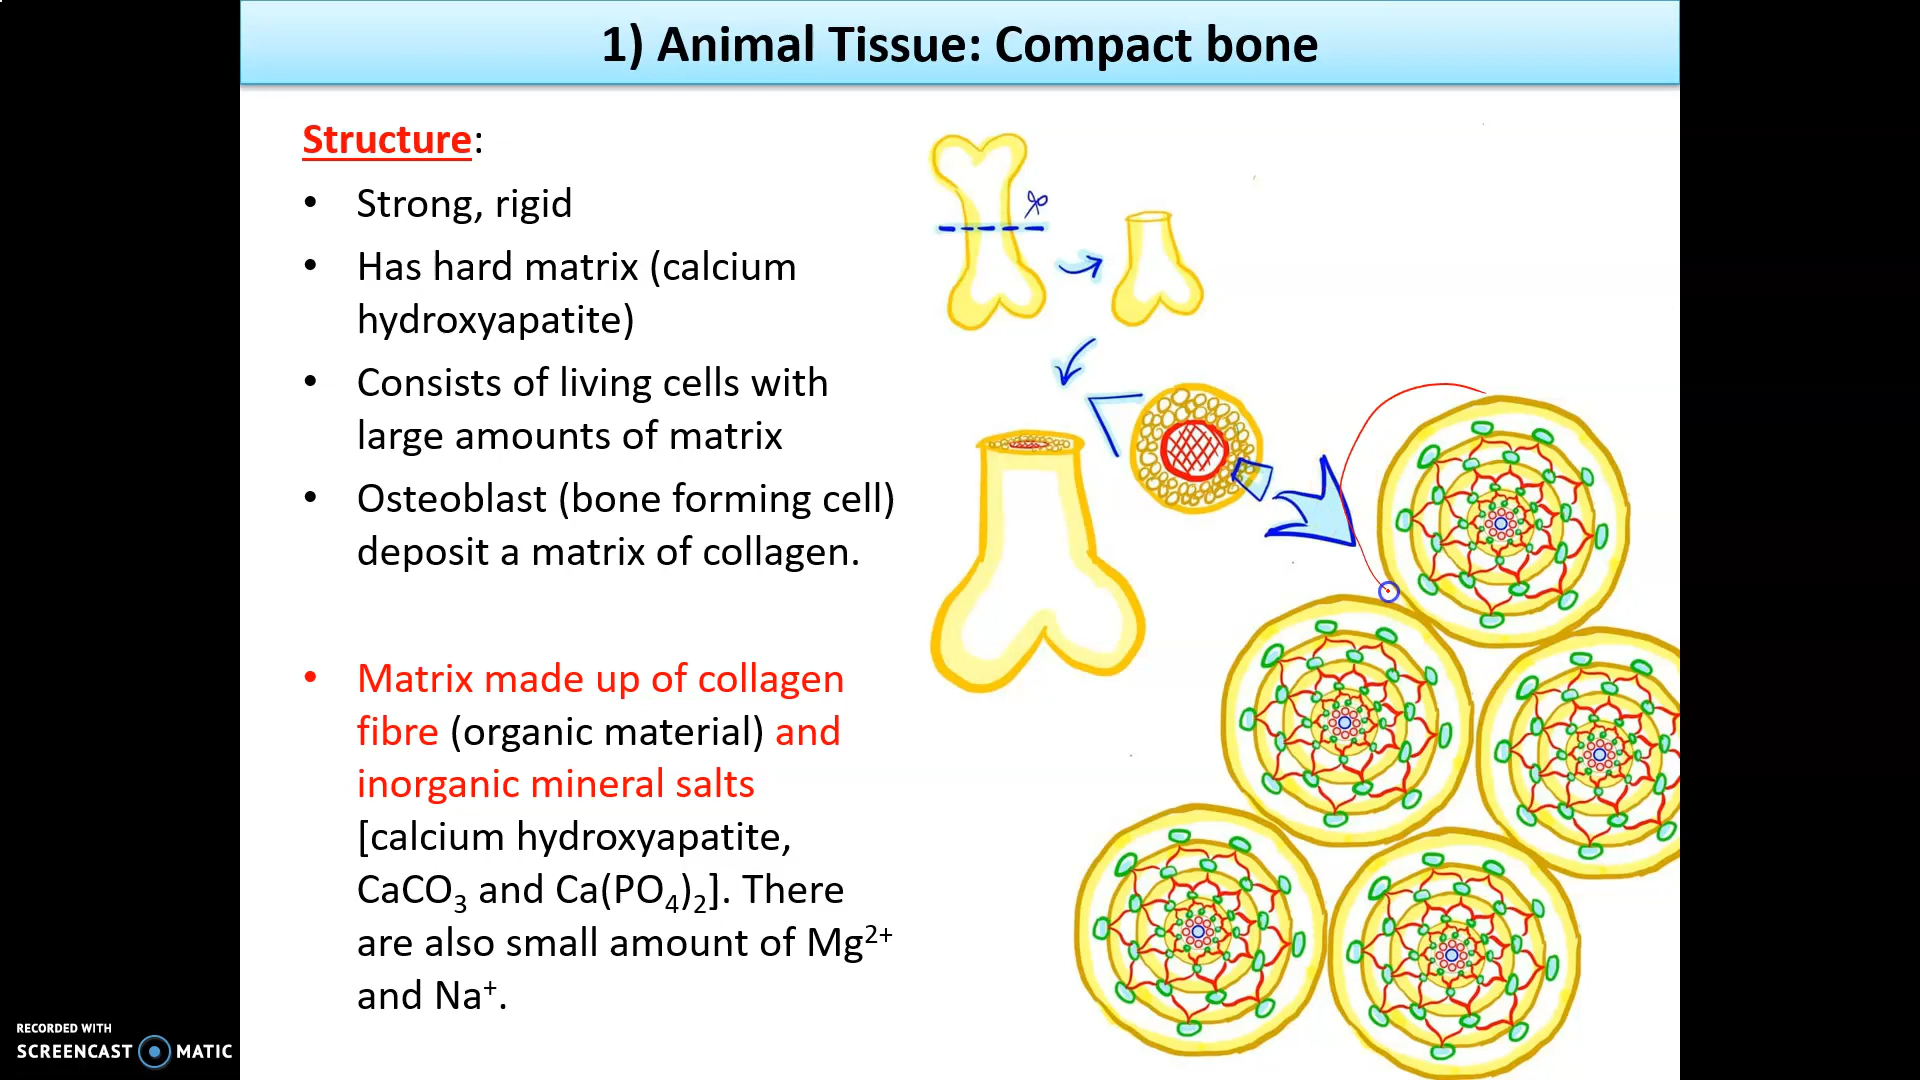 1) Animal Tissue: Compact bone
Structure:
• Strong, rigid
• Has hard matrix (calcium
hydroxyapatite)
• Consists of living cells with
large amounts of matrix
• Osteoblast (bone forming cell)
deposit a matrix of collagen.
• Matrix made up of collagen
fibre (organic material) and
inorganic mineral salts
[calcium hydroxyapatite,
CaCO₃ and Ca(PO₄)₂]. There
are also small amount of Mg²⁺
and Na⁺.
RECORDED WITH
SCREENCAST MATIC